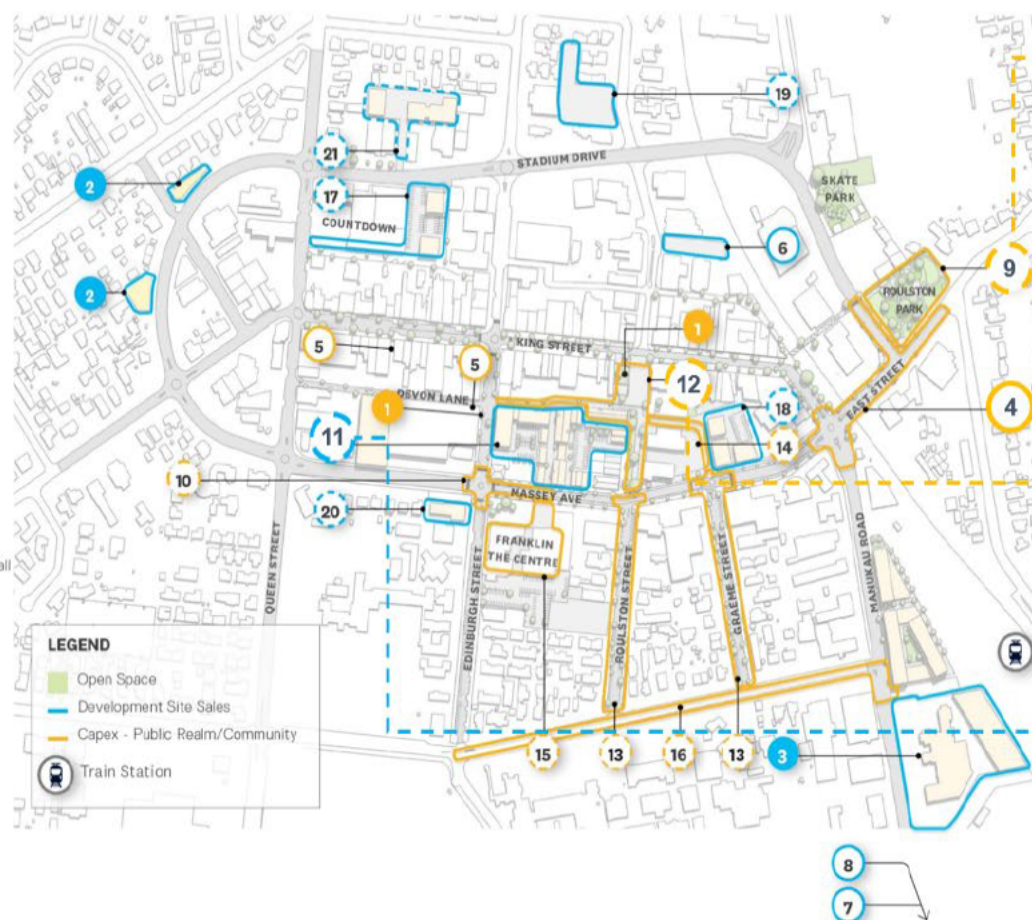 19
21
STADIUM DRIVE
2
17
SKATE
PARK
COUNTDOWN
6
9
2
ROULSTON
PARK
1
5
KING STREET
5
12
EAST STREET
4
DEVON LANE
1
18
11
14
10
MASSEY AVE
20
FRANKLIN
THE CENTRE
QUEEN STREET
EDINBURGH STREET
ROULSTON STREET
GRAEME STREET
MANUKAU ROAD
all
LEGEND
Open Space
Development Site Sales
Capex - Public Realm/Community
Train Station
15
13
16
13
3
8
7